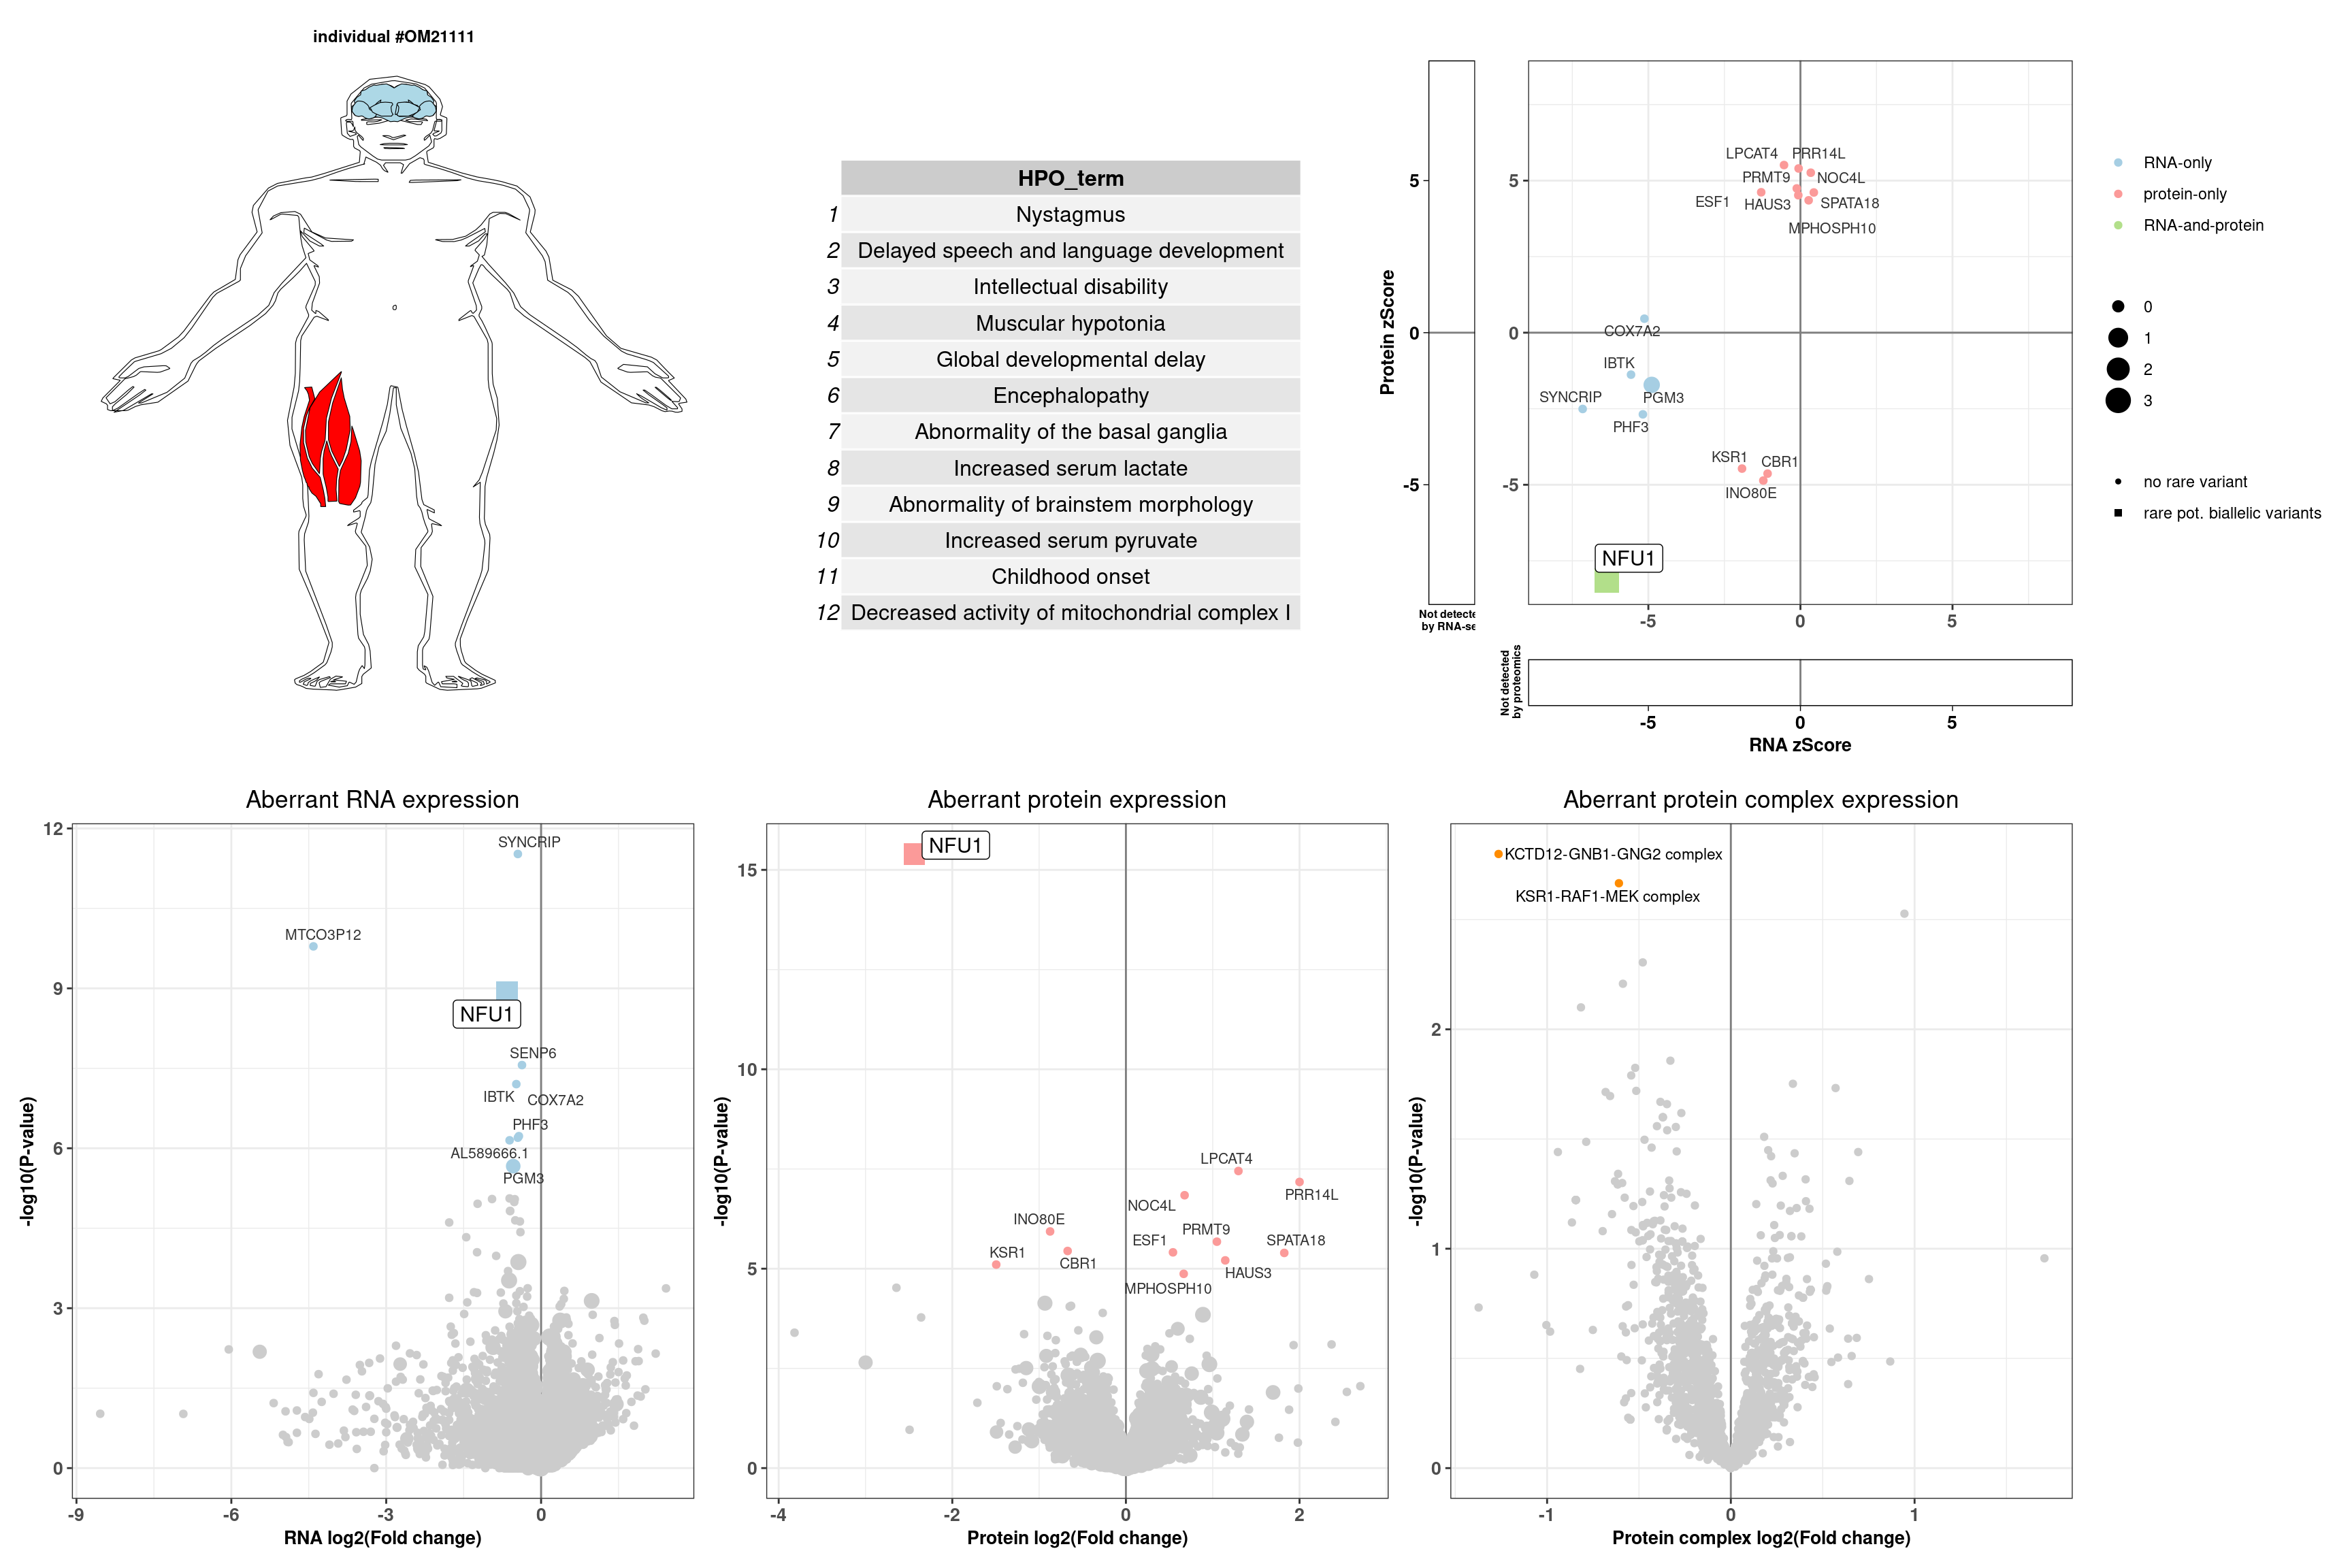 individual #OM21111
HPO_term
1 Nystagmus
2 Delayed speech and language development
3 Intellectual disability
4 Muscular hypotonia
5 Global developmental delay
6 Encephalopathy
7 Abnormality of the basal ganglia
8 Increased serum lactate
9 Abnormality of brainstem morphology
10 Increased serum pyruvate
11 Childhood onset
12 Decreased activity of mitochondrial complex I
Protein zScore
5
0
-5
Not detecte
by RNA-se
5
0
-5
LPCAT4
PRR14L
PRMT9
NOC4L
ESF1
HAUS3
SPATA18
MPHOSPH10
COX7A2
IBTK
PGM3
SYNCRIP
PHF3
KSR1
CBR1
INO80E
NFU1
-5 0 5
Not detected
by proteomics
-5 0 5
RNA zScore
RNA-only
protein-only
RNA-and-protein
0
1
2
3
no rare variant
rare pot. biallelic variants
Aberrant RNA expression
-log10(P-value)
12
9
6
3
0
SYNCRIP
MTCO3P12
NFU1
SENP6
IBTK
COX7A2
PHF3
AL589666.1
PGM3
-9 -6 -3 0
RNA log2(Fold change)
Aberrant protein expression
-log10(P-value)
15
10
5
0
NFU1
LPCAT4
PRR14L
NOC4L
INO80E
PRMT9
ESF1
SPATA18
KSR1
CBR1
HAUS3
MPHOSPH10
-4 -2 0 2
Protein log2(Fold change)
Aberrant protein complex expression
-log10(P-value)
2
1
0
KCTD12-GNB1-GNG2 complex
KSR1-RAF1-MEK complex
-1 0 1
Protein complex log2(Fold change)